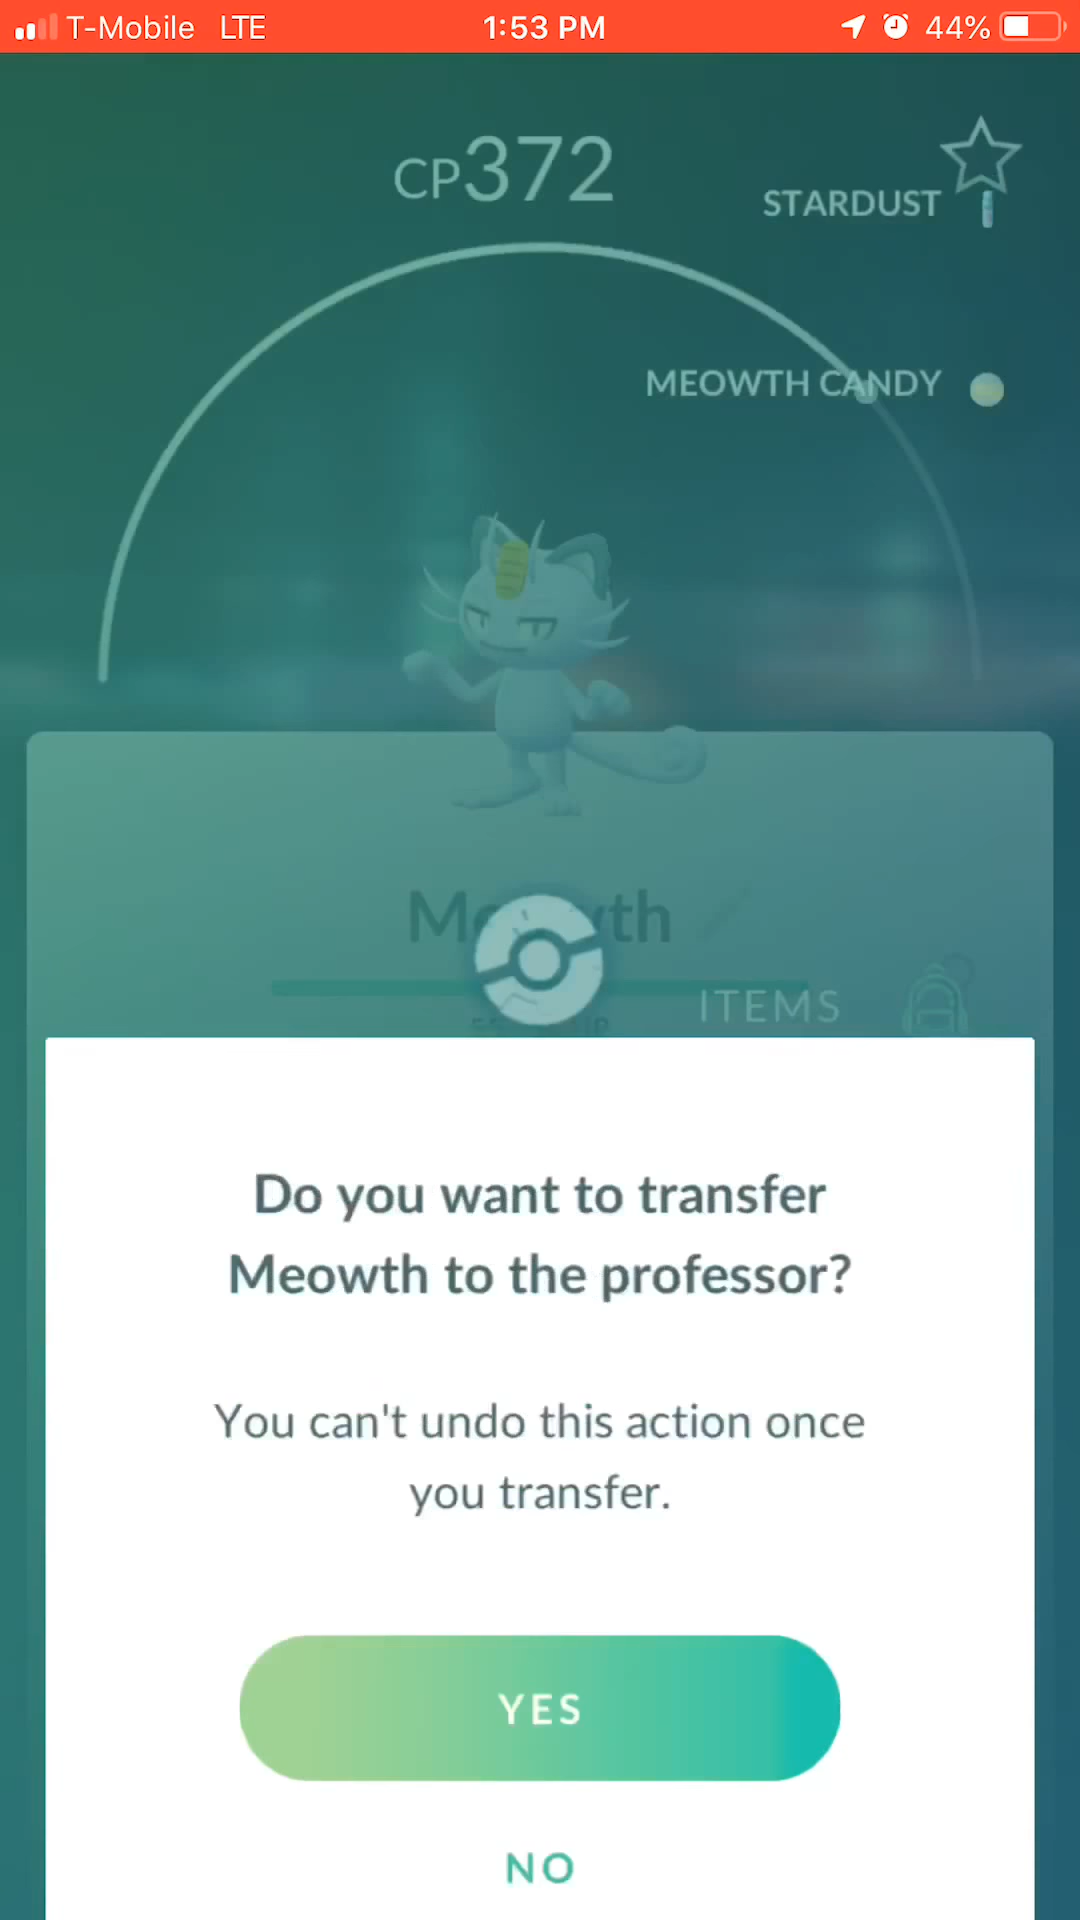 T-Mobile LTE 1:53 PM 44%
CP372
STARDUST
MEOWTH CANDY
ITEMS
Do you want to transfer
Meowth to the professor?
You can't undo this action once
you transfer.
YES
NO